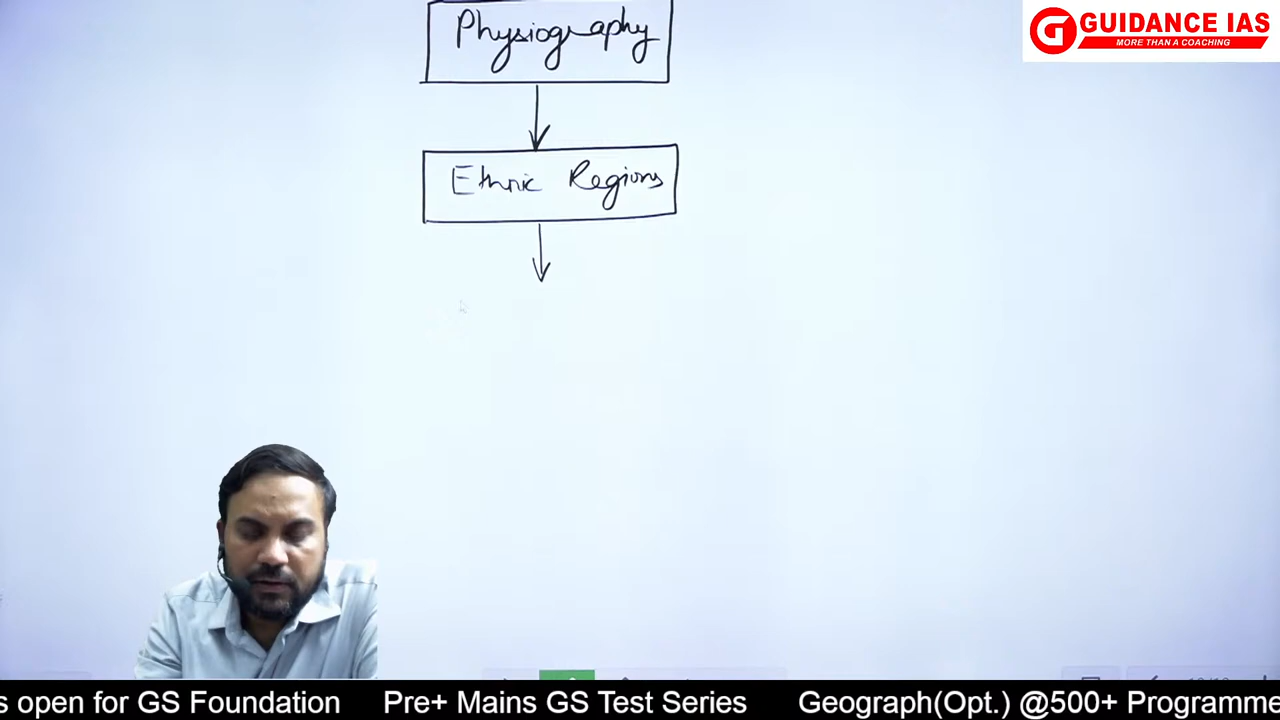 Physiography
GUIDANCE IAS
MORE THAN A COACHING
Ethnic Regions
s open for GS Foundation Pre+ Mains GS Test Series Geograph(Opt.) @500+ Programme